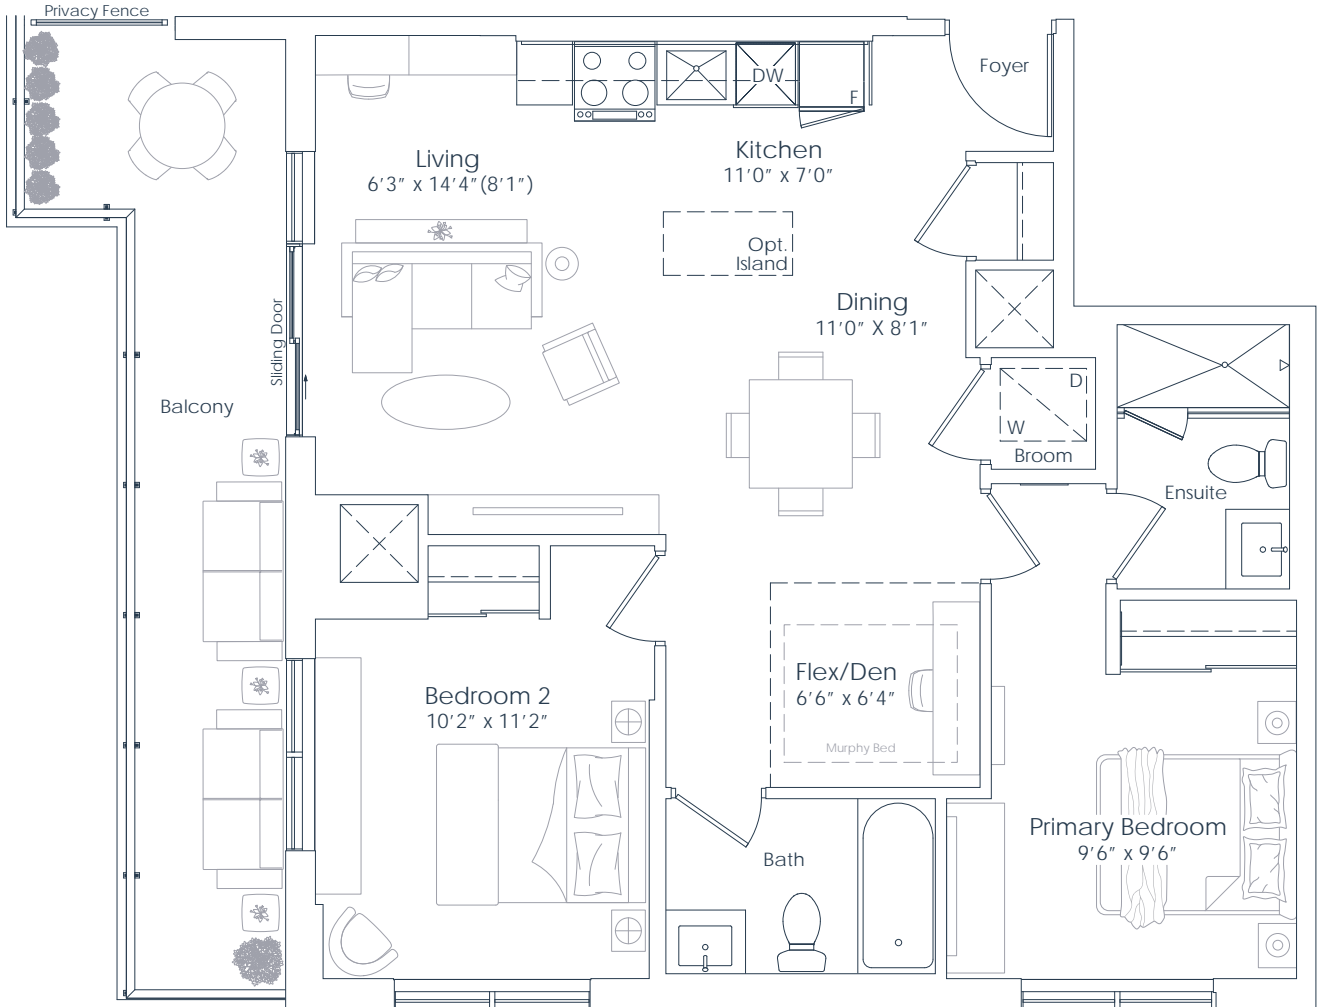 Privacy Fence
Foyer
DW
F
Living
6'3" x 14'4"(8'1")
Kitchen
11'0" x 7'0"
Opt.
Island
Dining
11'0" X 8'1"
Sliding Door
Balcony
D
W
Broom
Ensuite
Flex/Den
6'6" x 6'4"
Murphy Bed
Bedroom 2
10'2" x 11'2"
Primary Bedroom
9'6" x 9'6"
Bath